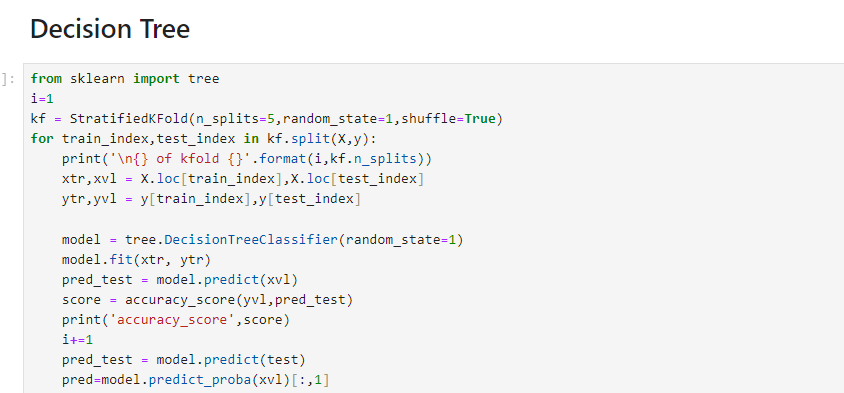 Decision Tree
]:
from sklearn import tree
i=1
kf = StratifiedKFold(n_splits=5,random_state=1,shuffle=True)
for train_index,test_index in kf.split(X,y):
    print('\n{} of kfold {}'.format(i,kf.n_splits))
    xtr,xvl = X.loc[train_index],X.loc[test_index]
    ytr,yvl = y[train_index],y[test_index]

    model = tree.DecisionTreeClassifier(random_state=1)
    model.fit(xtr, ytr)
    pred_test = model.predict(xvl)
    score = accuracy_score(yvl,pred_test)
    print('accuracy_score',score)
    i+=1
    pred_test = model.predict(test)
    pred=model.predict_proba(xvl)[:,1]